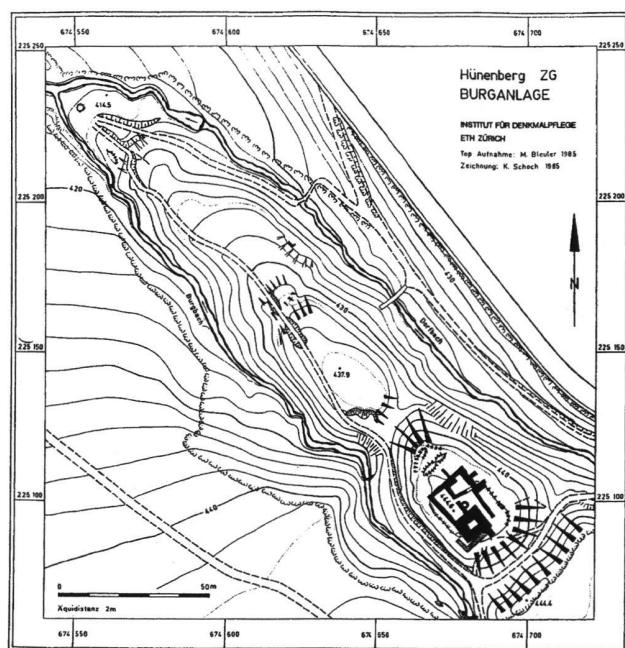 674 550
674 600
674 650
674 700
225 250
225 250
Hünenberg ZG
BURGANLAGE
INSTITUT FÜR DENKMALPFLEGE
ETH ZÜRICH
Top Aufnahme: M. Bleuler 1985
Zeichnung: K. Schoch 1985
414.5
420
225 200
225 200
430
N
Burgbach
430
Dorfbach
225 150
225 150
437.9
440
225 100
225 100
440
0
50m
Äquidistanz 2m
444.4
674 550
674 600
674 650
674 700